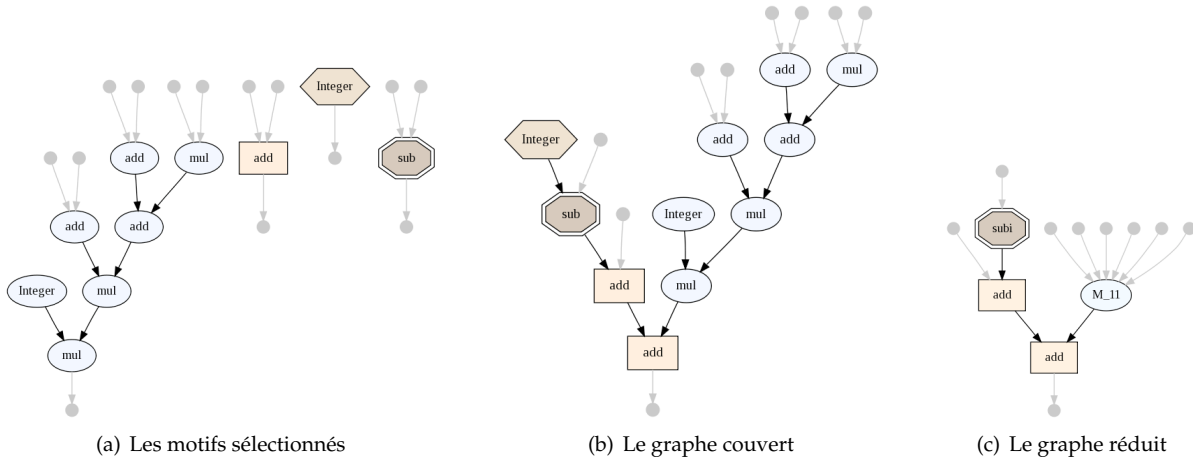 Integer
add
mul
add
sub
add
add
Integer
mul
mul
add
mul
add
add
Integer
sub
Integer
mul
add
mul
add
subi
add
M_11
add
(a) Les motifs sélectionnés
(b) Le graphe couvert
(c) Le graphe réduit